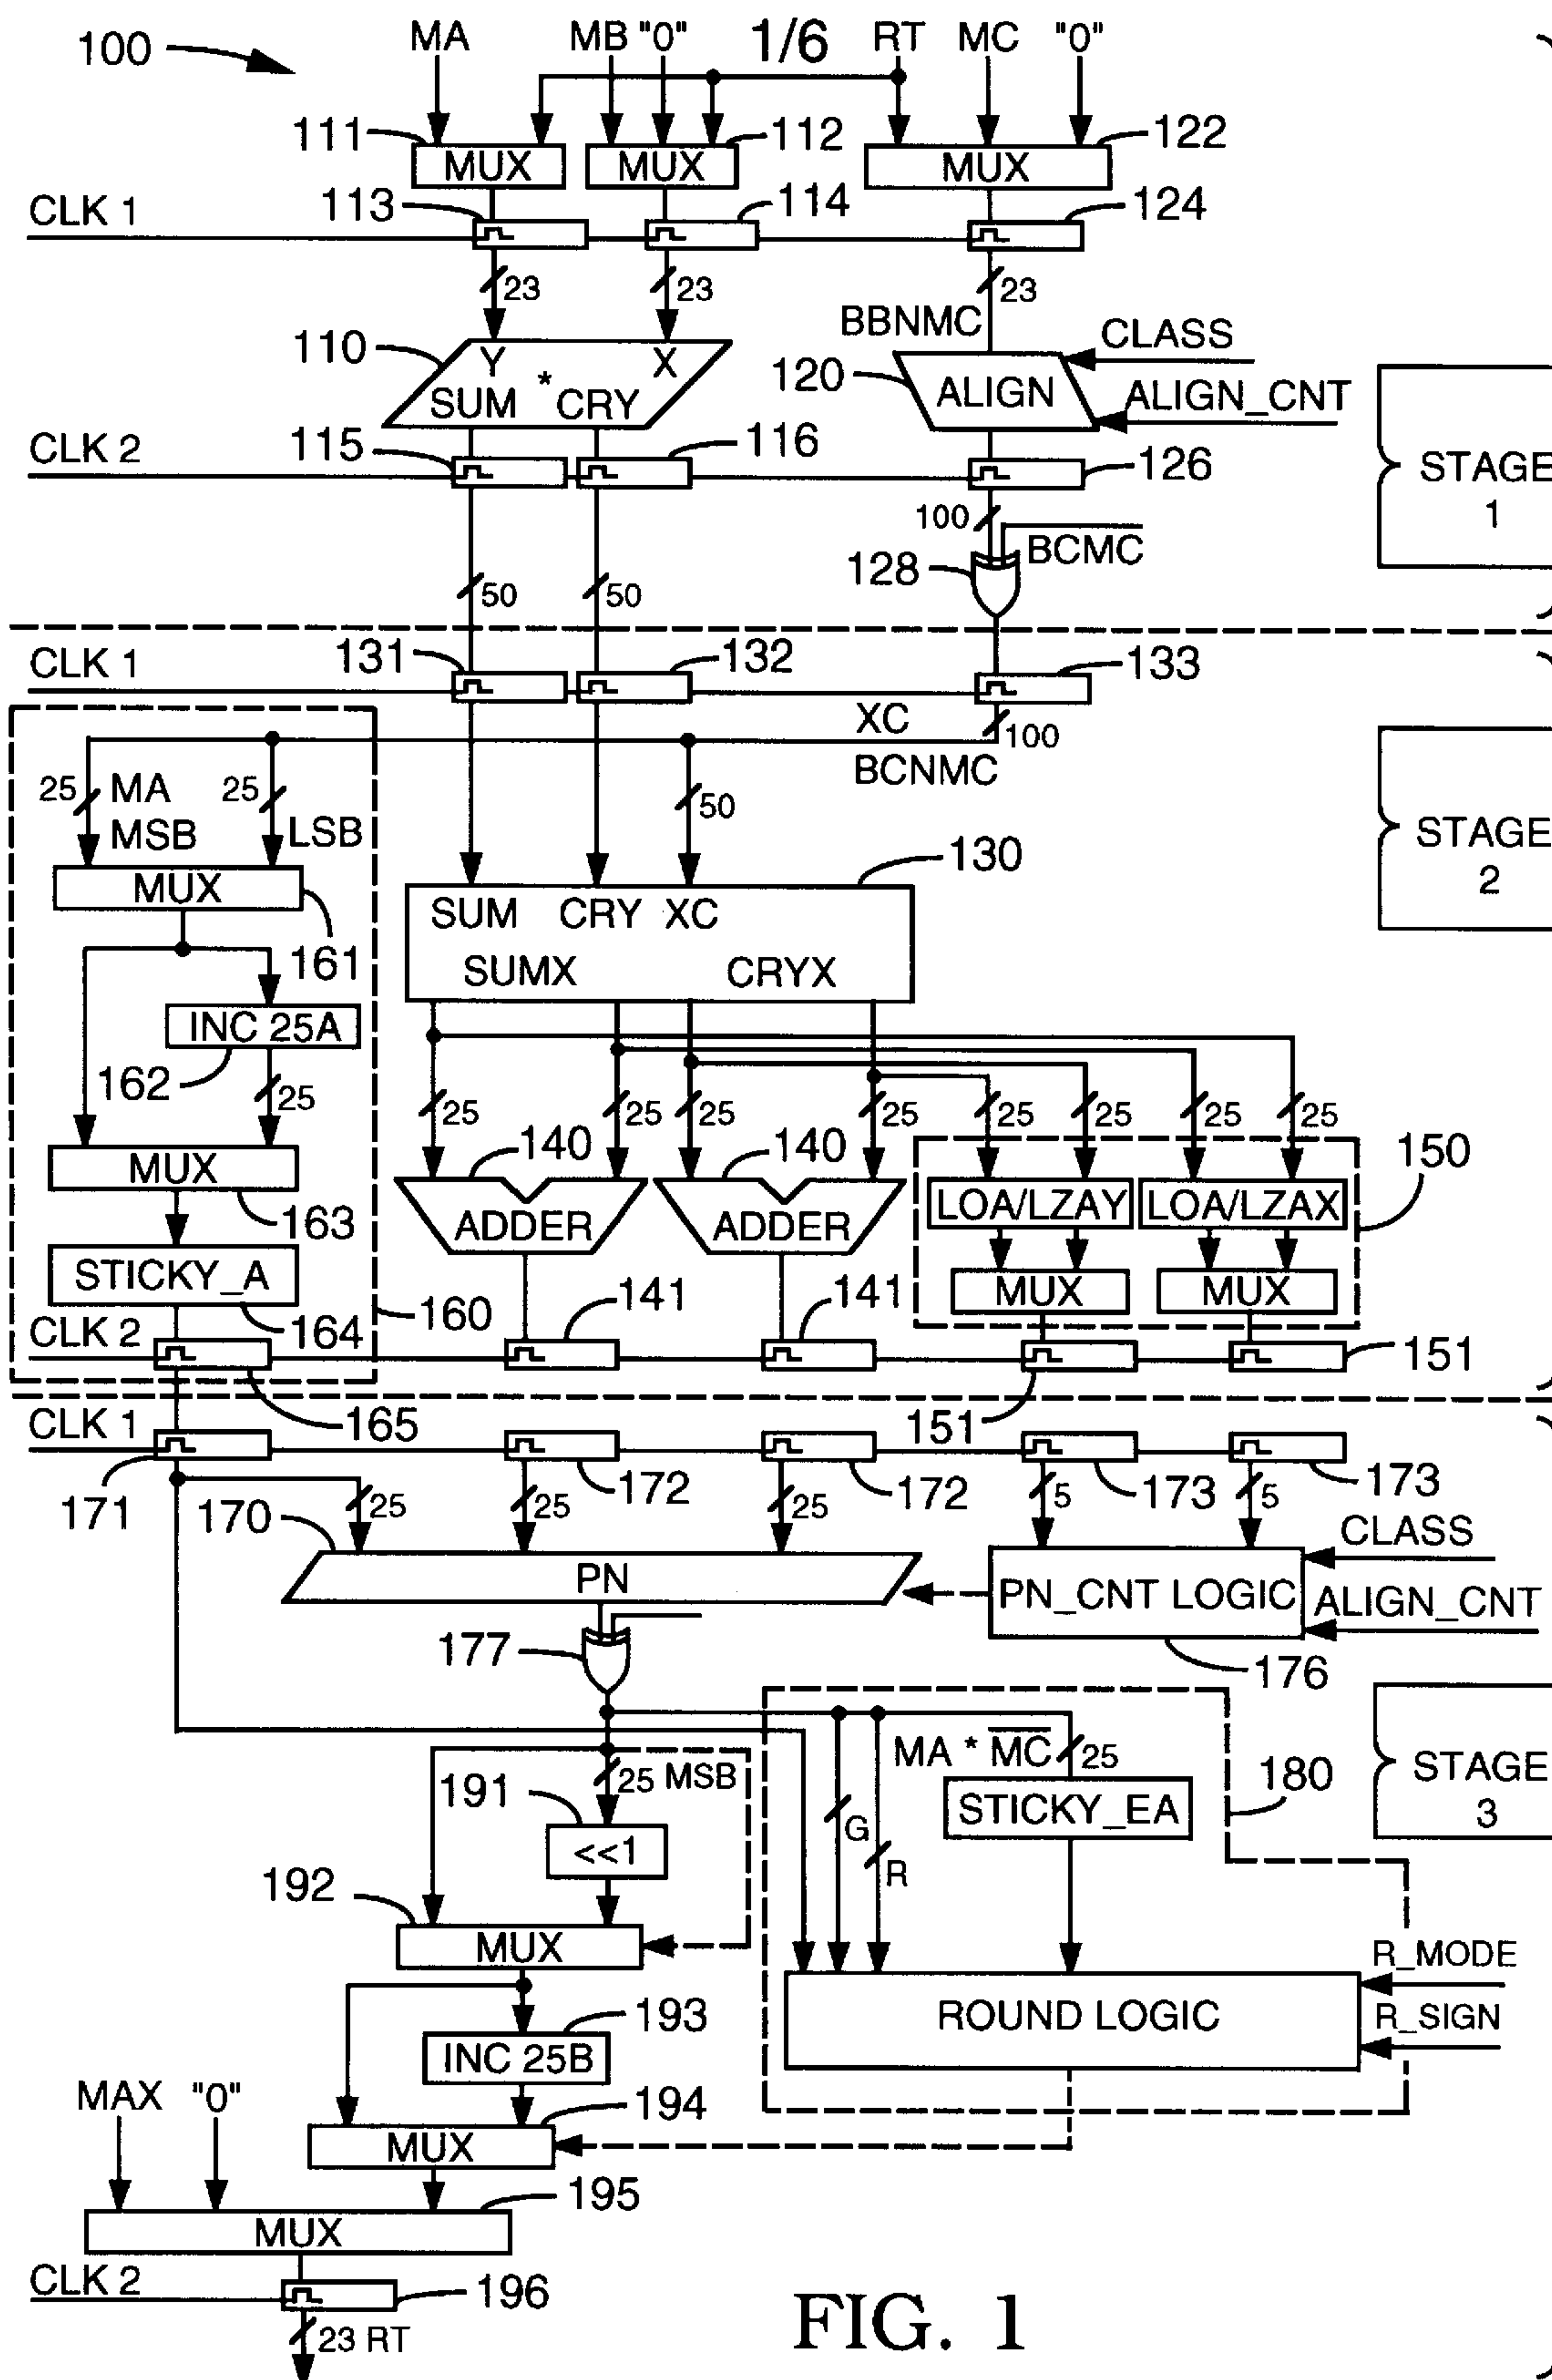 100
MA
MB "0"
1/6
RT
MC
"0"
111
MUX
MUX
112
MUX
122
CLK 1
113
114
124
23
23
23
BBNMC
CLASS
110
Y
X
*
SUM
CRY
120
ALIGN
ALIGN_CNT
CLK 2
115
116
126
STAGE
1
100
BCMC
128
50
50
CLK 1
131
132
133
XC
100
BCNMC
25
MA
MSB
25
LSB
50
STAGE
2
MUX
161
130
SUM
CRY
XC
SUMX
CRYX
INC 25A
162
25
25
25
25
25
25
25
25
25
MUX
163
140
140
150
ADDER
ADDER
LOA/LZAY
LOA/LZAX
STICKY_A
164
160
141
141
MUX
MUX
CLK 2
151
165
151
CLK 1
171
172
172
173
173
170
25
25
25
5
5
CLASS
PN
PN_CNT LOGIC
ALIGN_CNT
177
176
MA * MC
25
180
STAGE
3
191
25 MSB
<<1
G
R
STICKY_EA
192
MUX
R_MODE
ROUND LOGIC
R_SIGN
193
INC 25B
MAX
"0"
194
MUX
195
MUX
CLK 2
196
23 RT
FIG. 1